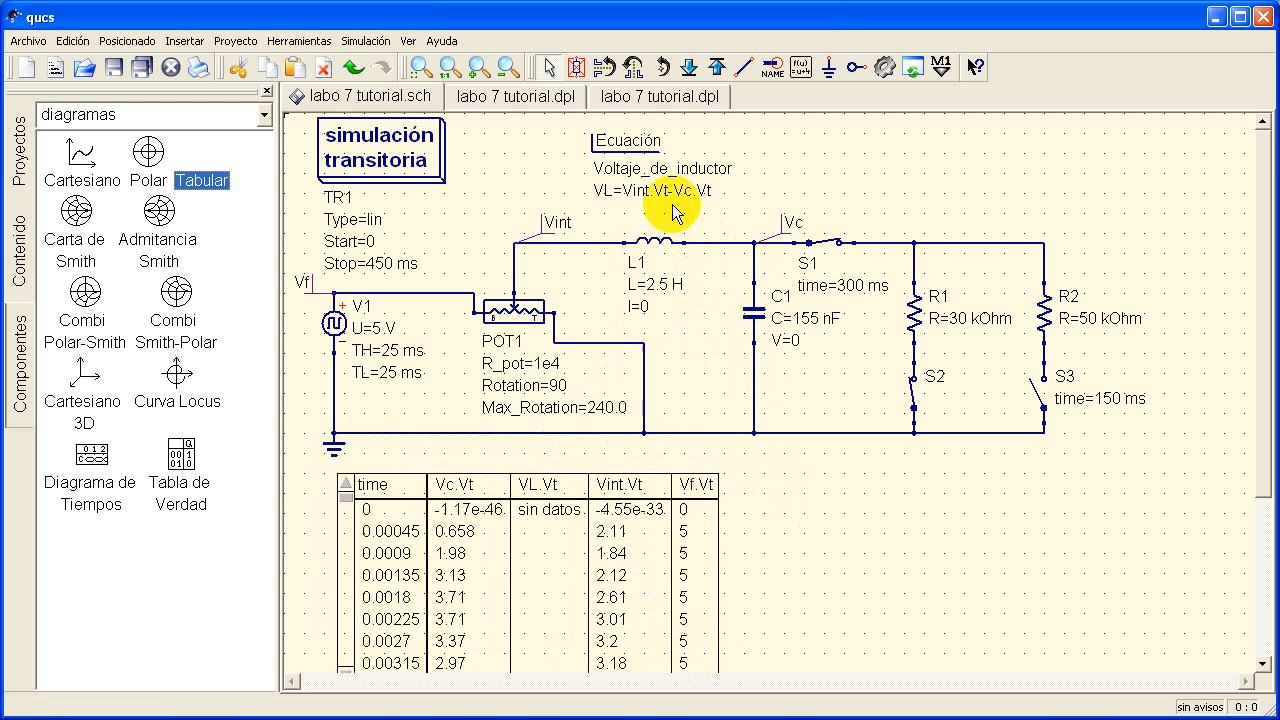 qucs
Archivo Edición Posicionado Insertar Proyecto Herramientas Simulación Ver Ayuda
1:1 NAME f(ω) u=+4 M1
labo 7 tutorial.sch labo 7 tutorial.dpl labo 7 tutorial.dpl
Proyectos
Contenido
Componentes
diagramas
Cartesiano Polar Tabular
Carta de Smith
Admitancia Smith
Combi Polar-Smith
Combi Smith-Polar
Cartesiano 3D
Curva Locus
Diagrama de Tiempos
Tabla de Verdad
simulación
transitoria
TR1
Type=lin
Start=0
Stop=450 ms
Ecuación
Voltaje_de_inductor
VL=Vint.Vt-Vc.Vt
Vf
V1
U=5 V
TH=25 ms
TL=25 ms
Vint
B T
POT1
R_pot=1e4
Rotation=90
Max_Rotation=240.0
L1
L=2.5 H
I=0
Vc
C1
C=155 nF
V=0
S1
time=300 ms
R1
R=30 kOhm
R2
R=50 kOhm
S2
S3
time=150 ms
time Vc.Vt VL.Vt Vint.Vt Vf.Vt
0 -1.17e-46 sin datos -4.55e-33 0
0.00045 0.658 2.11 5
0.0009 1.98 1.84 5
0.00135 3.13 2.12 5
0.0018 3.71 2.61 5
0.00225 3.71 3.01 5
0.0027 3.37 3.2 5
0.00315 2.97 3.18 5
sin avisos 0 : 0